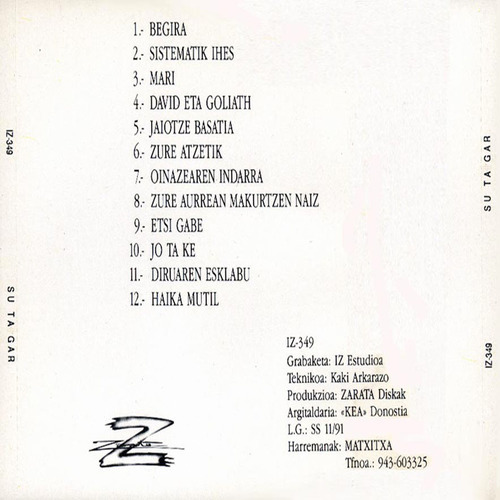 1.- BEGIRA
2.- SISTEMATIK IHES
3.- MARI
4.- DAVID ETA GOLIATH
5.- JAIOTZE BASATIA
6.- ZURE ATZETIK
7.- OINAZEAREN INDARRA
8.- ZURE AURREAN MAKURTZEN NAIZ
9.- ETSI GABE
10.- JO TA KE
11.- DIRUAREN ESKLABU
12.- HAIKA MUTIL
IZ-349
SU TA GAR
SU TA GAR
IZ-349
IZ-349
Grabaketa: IZ Estudioa
Teknikoa: Kaki Arkarazo
Produkzioa: ZARATA Diskak
Argitaldaria: «KEA» Donostia
L.G.: SS 11/91
Harremanak: MATXITXA
Tfnoa.: 943-603325